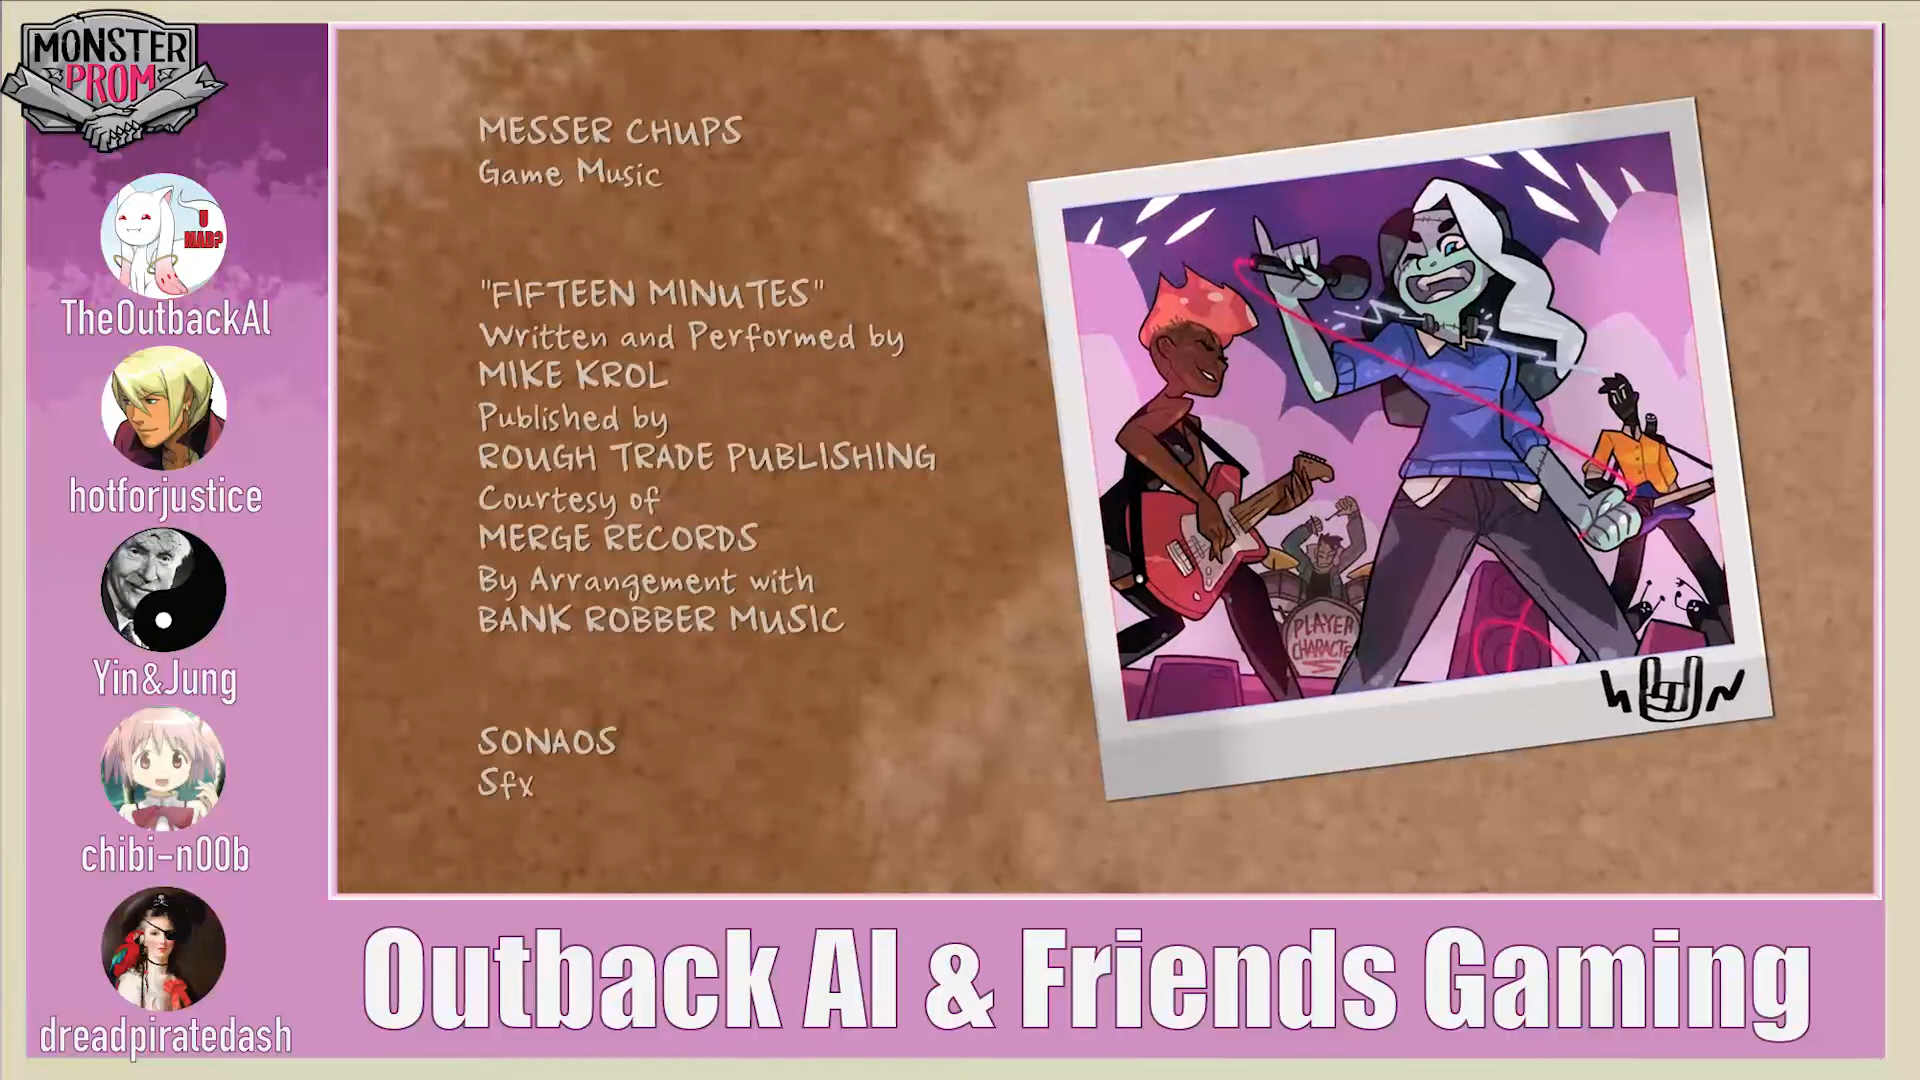 MONSTER
PROM
U
MAD?
TheOutbackAl
hotforjustice
Yin&Jung
chibi-n00b
dreadpiratedash
MESSER CHUPS
Game Music
"FIFTEEN MINUTES"
Written and Performed by
MIKE KROL
Published by
ROUGH TRADE PUBLISHING
Courtesy of
MERGE RECORDS
By Arrangement with
BANK ROBBER MUSIC
SONAOS
Sfx
PLAYER
CHARACTE
Outback Al & Friends Gaming